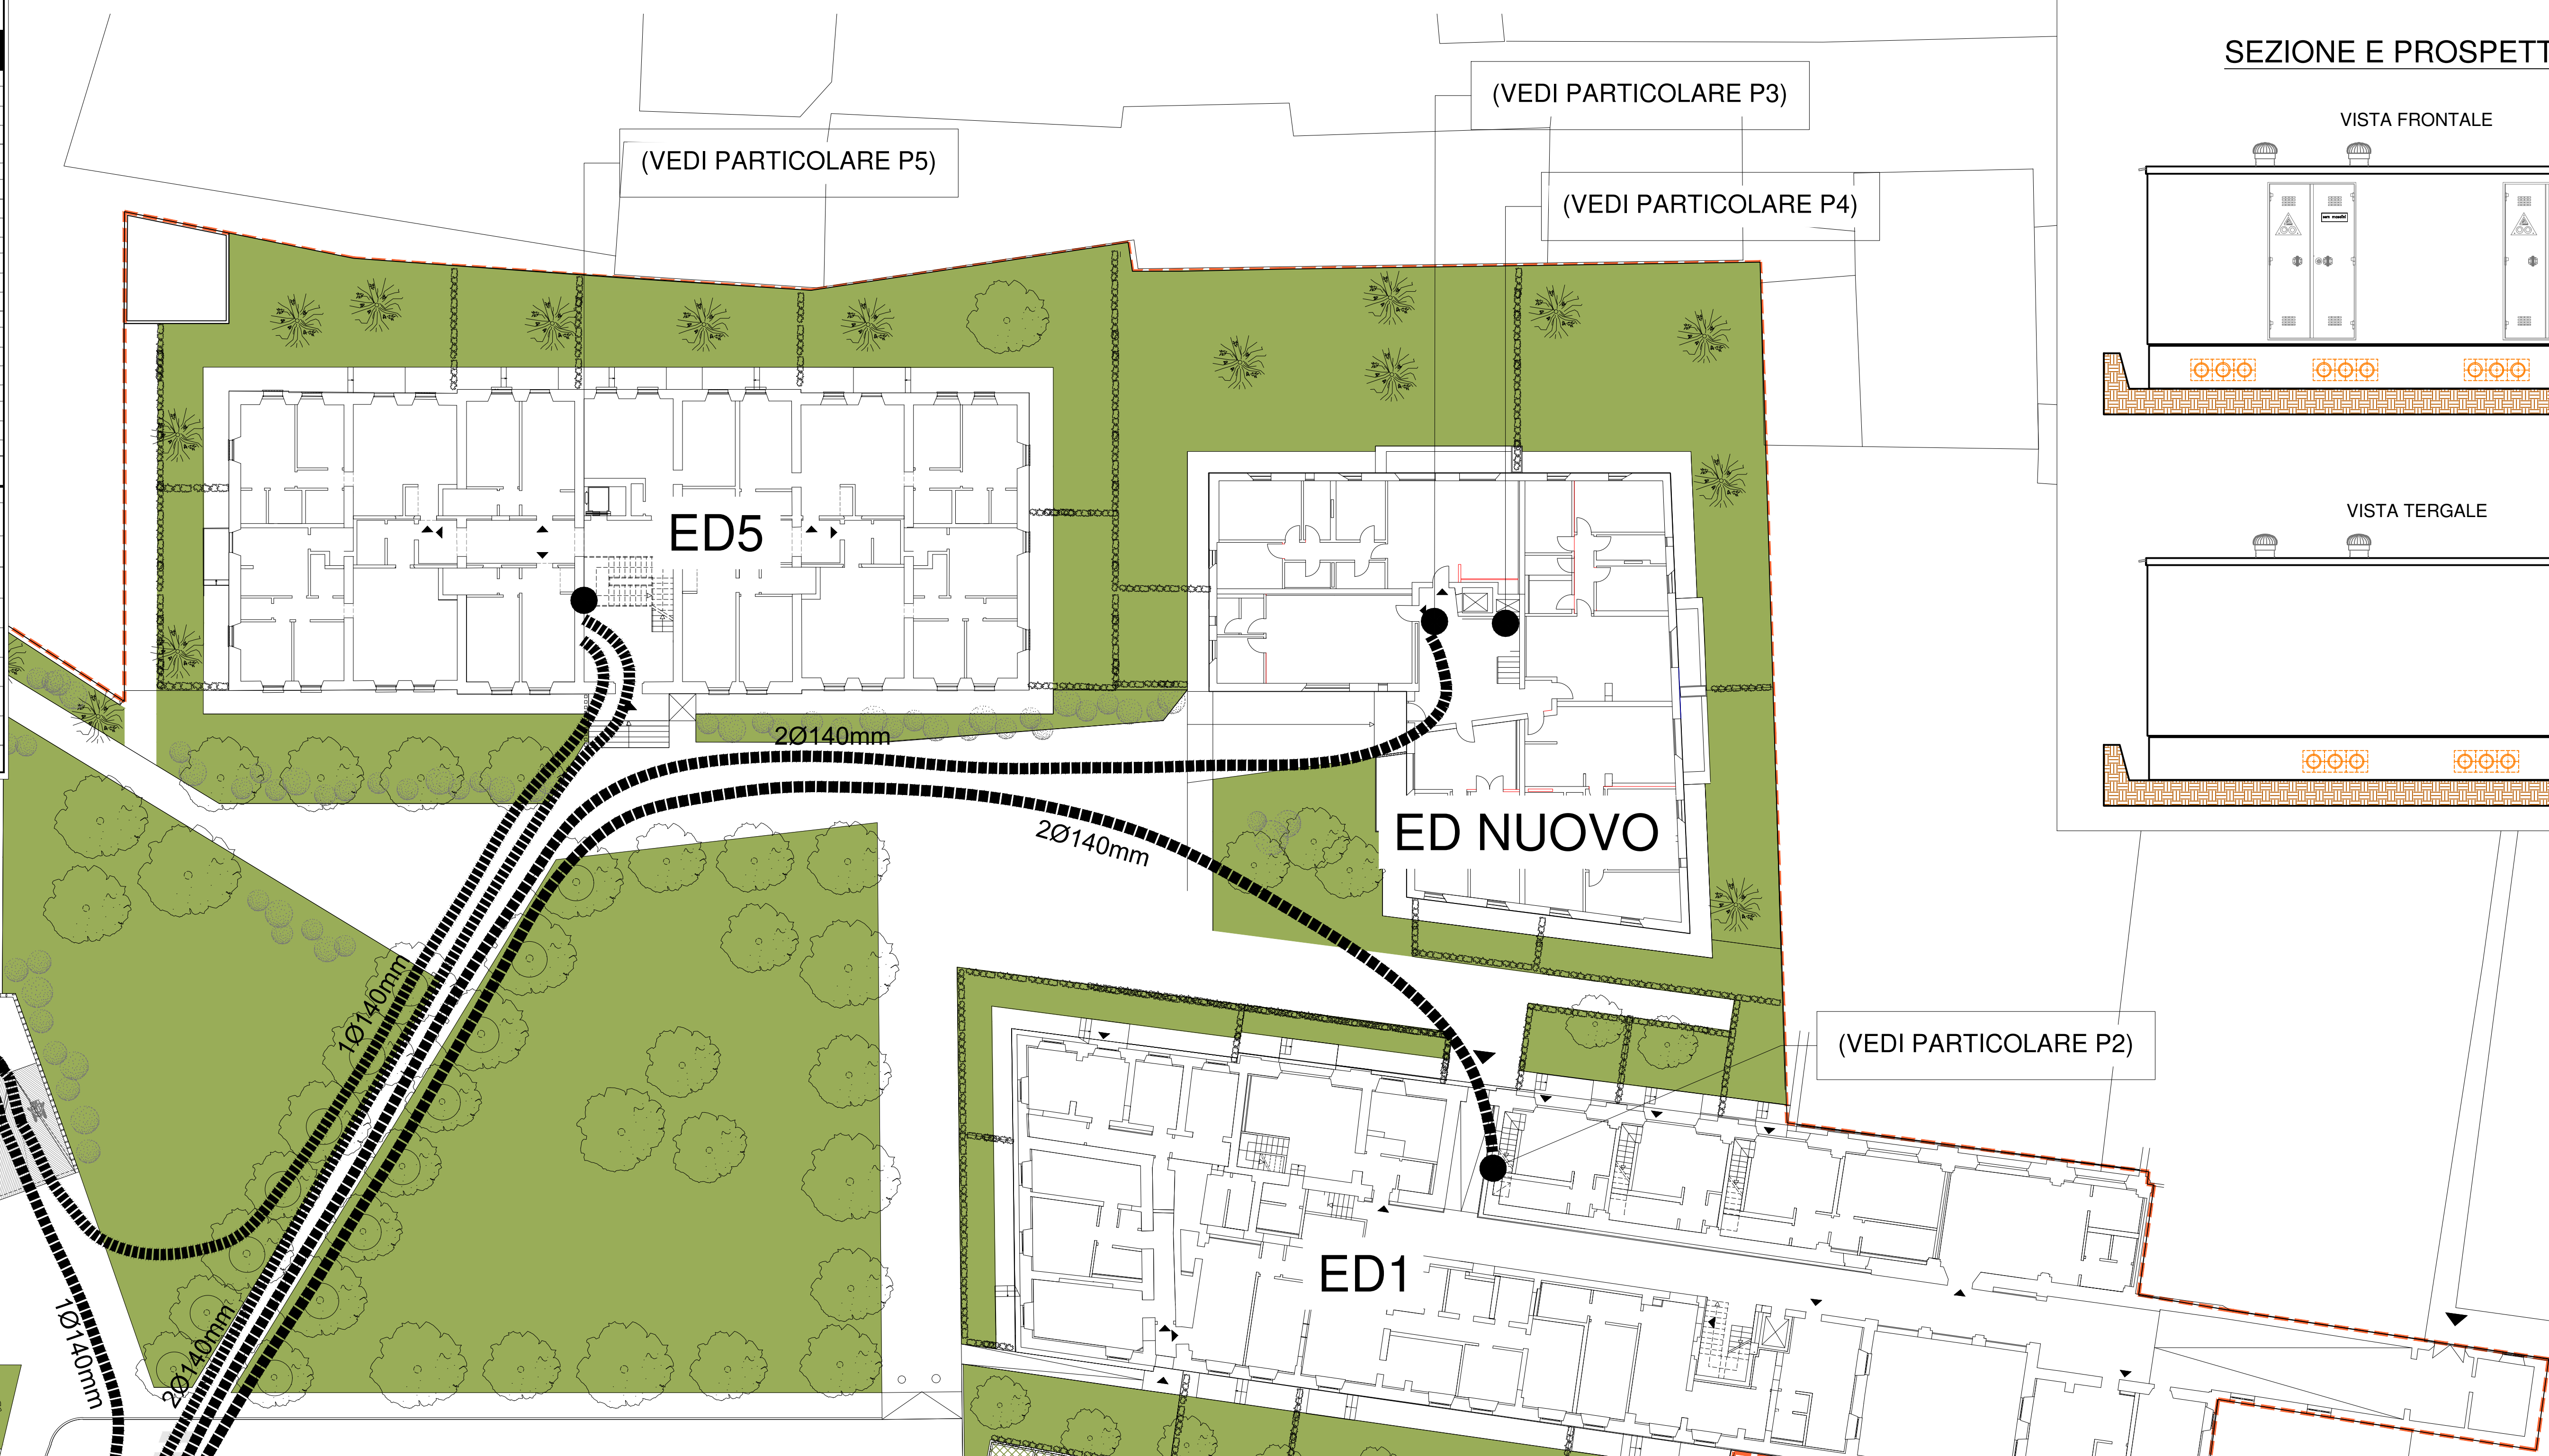 SEZIONE E PROSPETT
(VEDI PARTICOLARE P3)
VISTA FRONTALE
(VEDI PARTICOLARE P5)
(VEDI PARTICOLARE P4)
VISTA TERGALE
ED5
2Ø140mm
2Ø140mm
ED NUOVO
1Ø140mm
(VEDI PARTICOLARE P2)
ED1
1Ø140mm
2Ø140mm